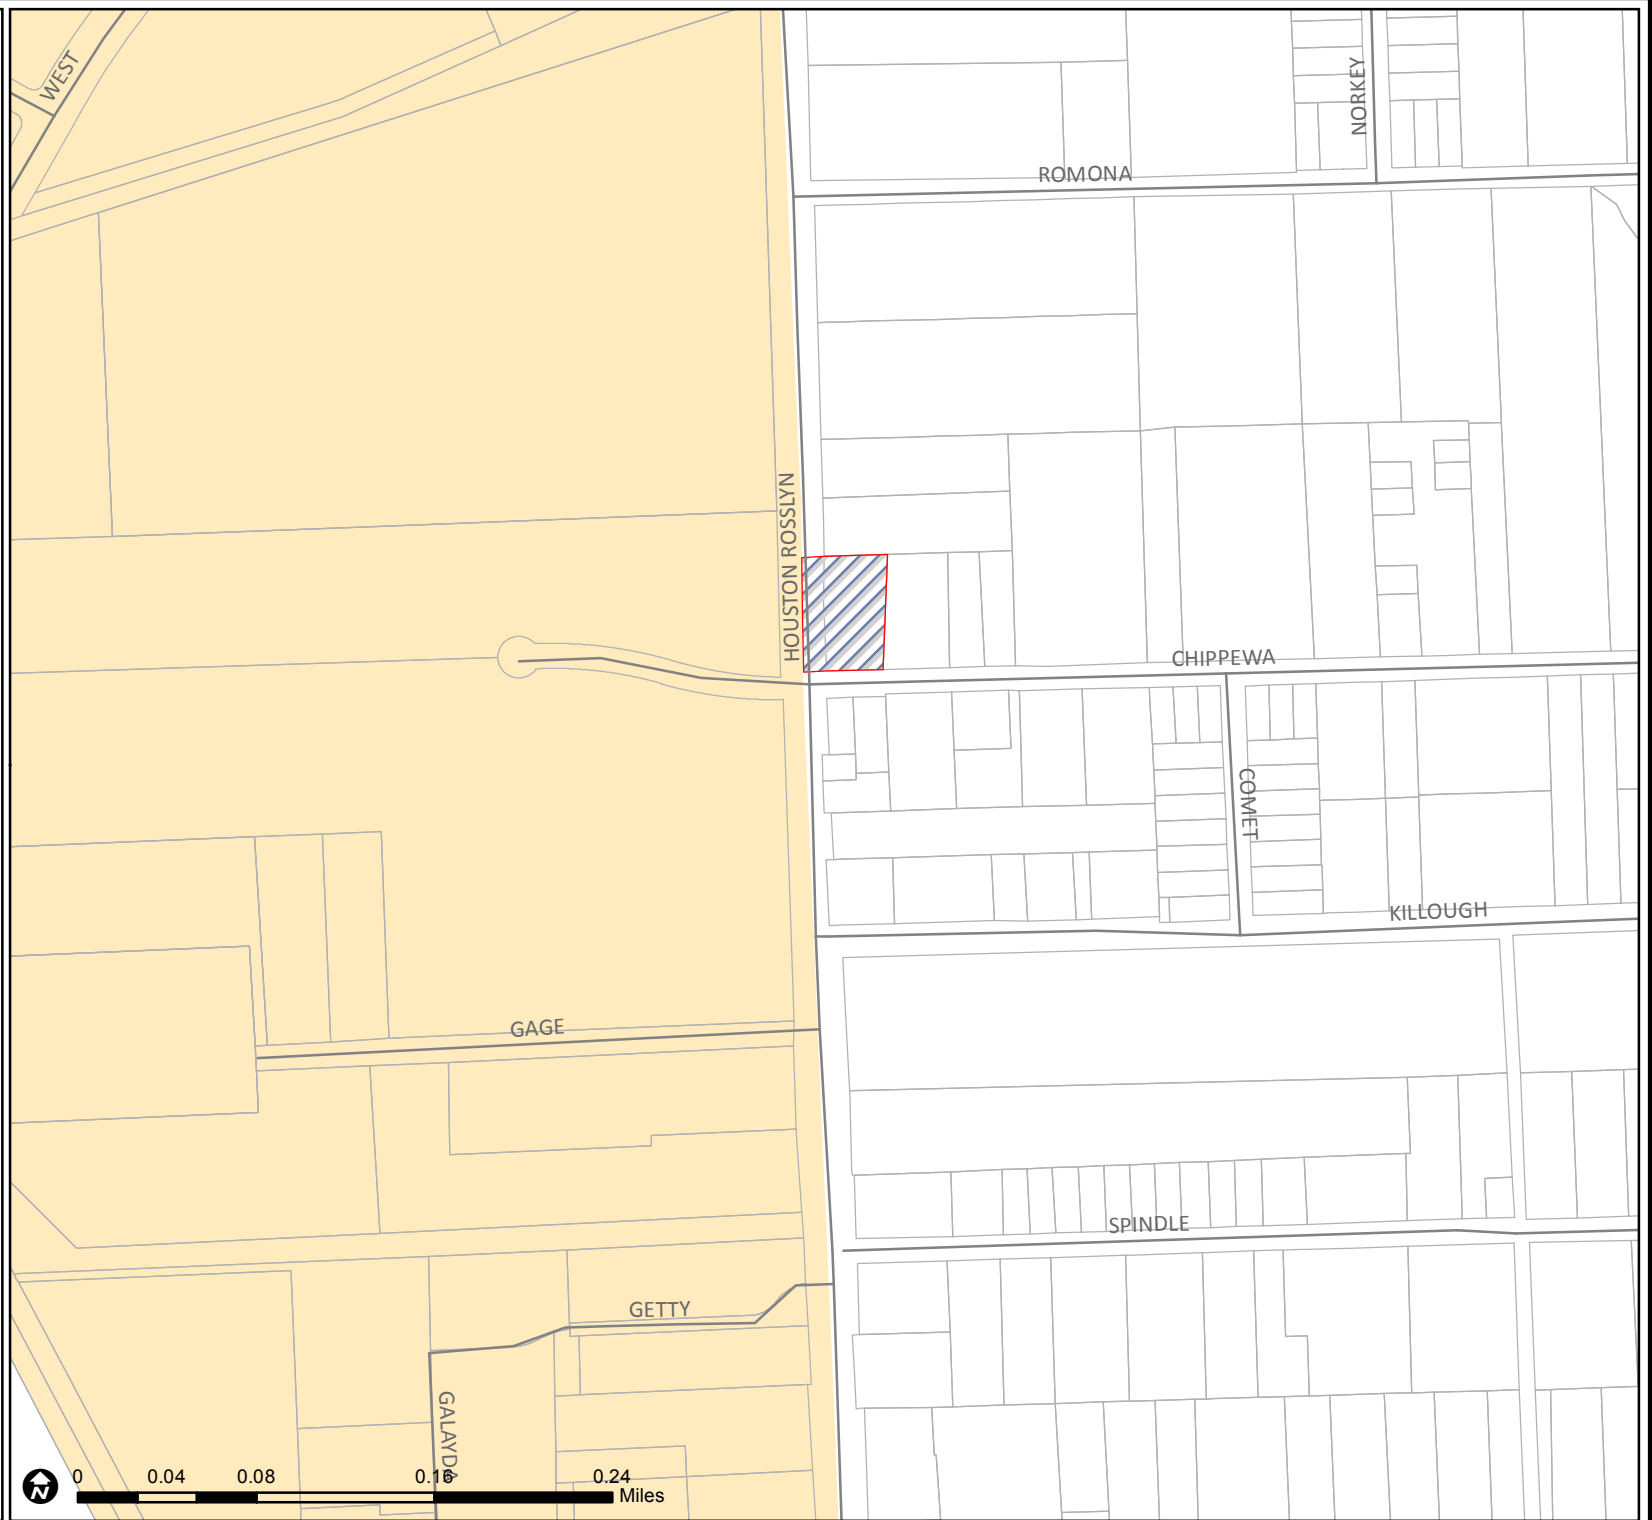 WEST
NORKEY
ROMONA
HOUSTON ROSSLYN
CHIPPEWA
COMET
KILLOUGH
GAGE
SPINDLE
GETTY
GALAYDA
N
0 0.04 0.08 0.16 0.24
Miles